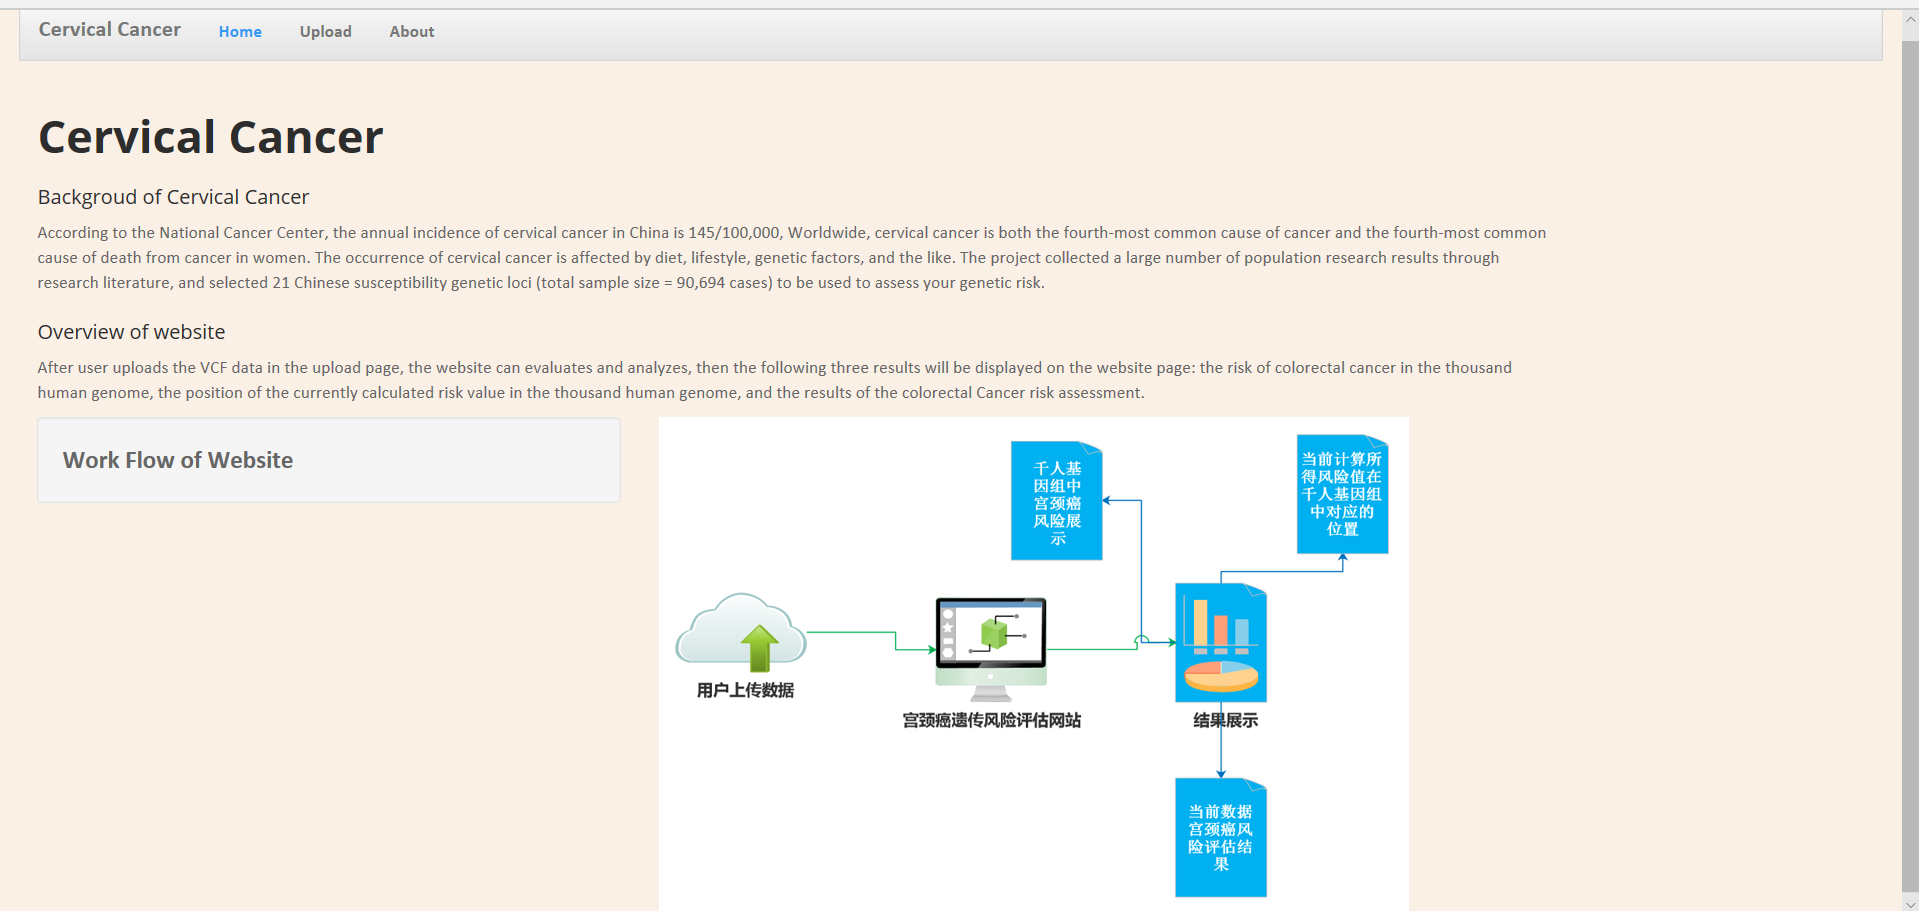 Cervical Cancer Home Upload About
Cervical Cancer
Backgroud of Cervical Cancer
According to the National Cancer Center, the annual incidence of cervical cancer in China is 145/100,000, Worldwide, cervical cancer is both the fourth-most common cause of cancer and the fourth-most common
cause of death from cancer in women. The occurrence of cervical cancer is affected by diet, lifestyle, genetic factors, and the like. The project collected a large number of population research results through
research literature, and selected 21 Chinese susceptibility genetic loci (total sample size = 90,694 cases) to be used to assess your genetic risk.
Overview of website
After user uploads the VCF data in the upload page, the website can evaluates and analyzes, then the following three results will be displayed on the website page: the risk of colorectal cancer in the thousand
human genome, the position of the currently calculated risk value in the thousand human genome, and the results of the colorectal Cancer risk assessment.
Work Flow of Website
千人基
因组中
宫颈癌
风险展
示
当前计算所
得风险值在
千人基因组
中对应的
位置
用户上传数据
宫颈癌遗传风险评估网站
结果展示
当前数据
宫颈癌风
险评估结
果